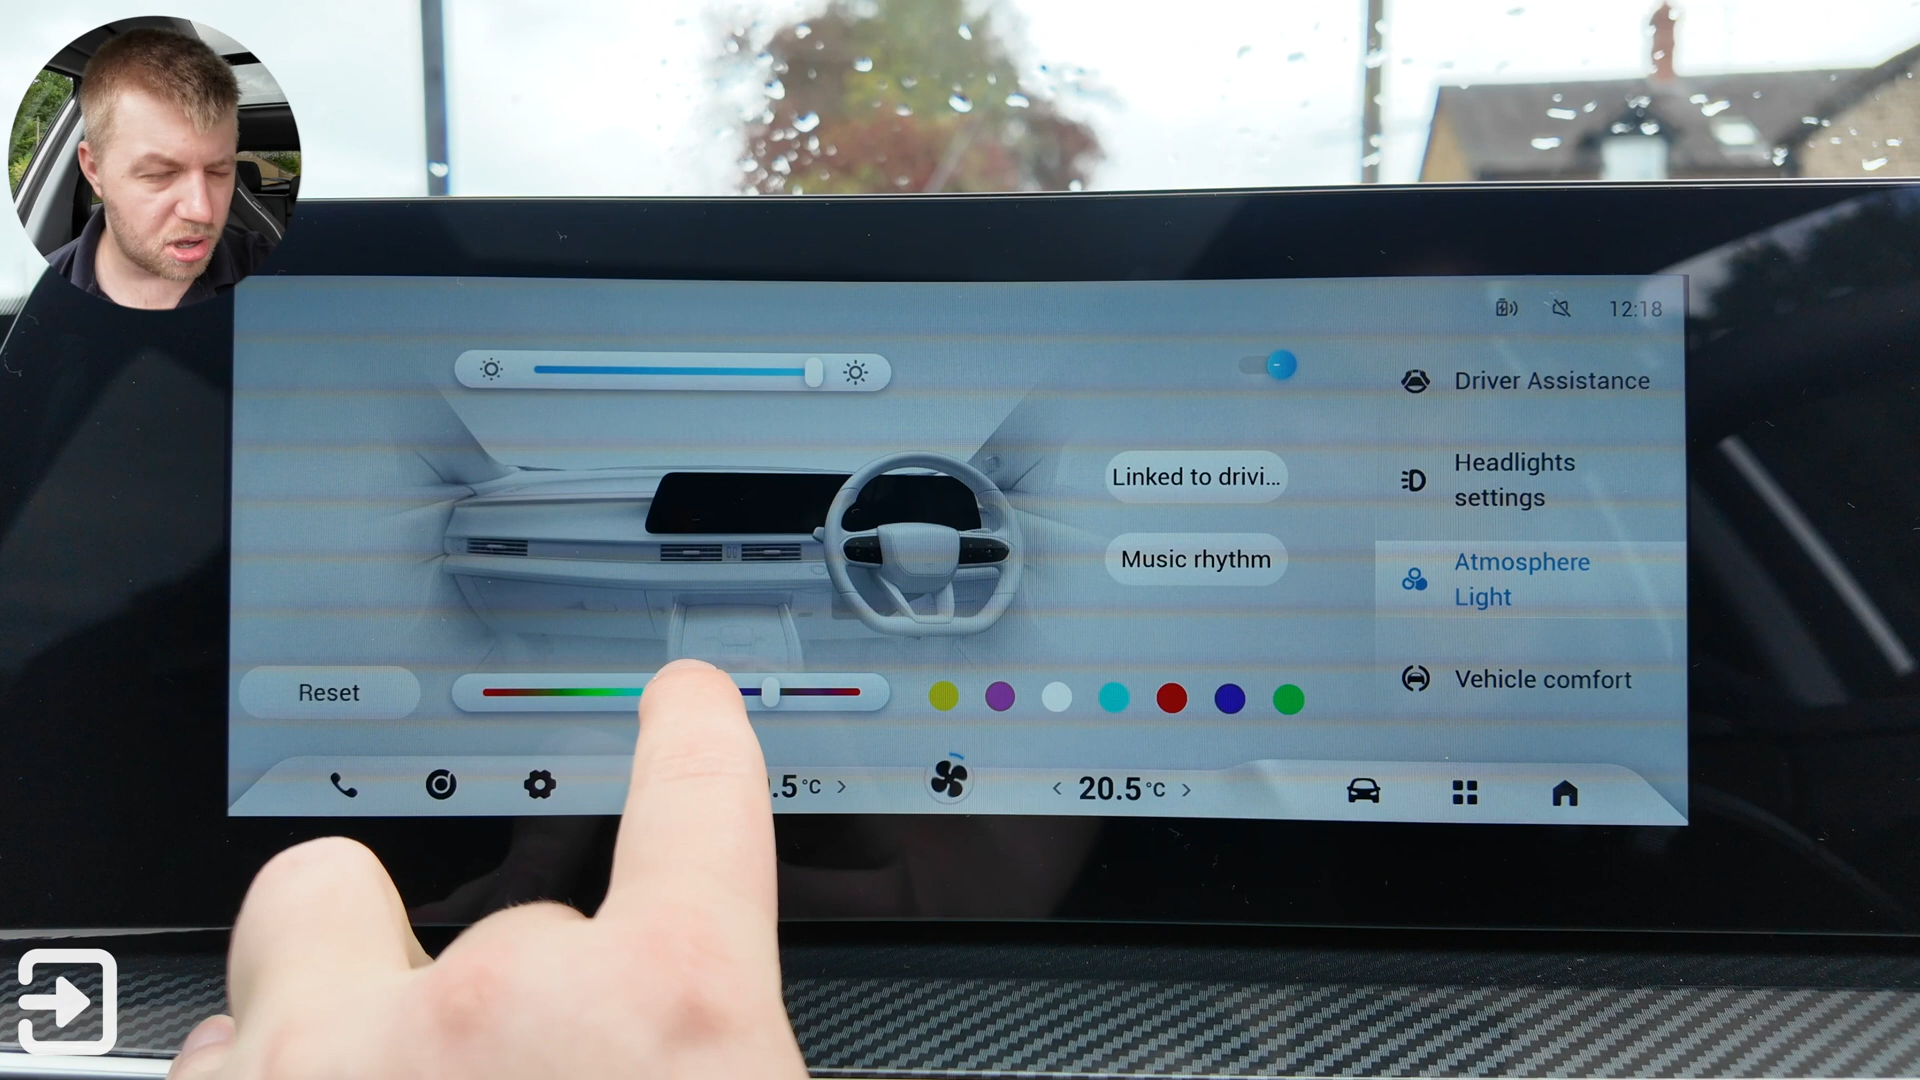 12:18
Driver Assistance
Headlights
settings
Linked to drivi...
Music rhythm
Atmosphere
Light
Reset
Vehicle comfort
.5°C
20.5°C